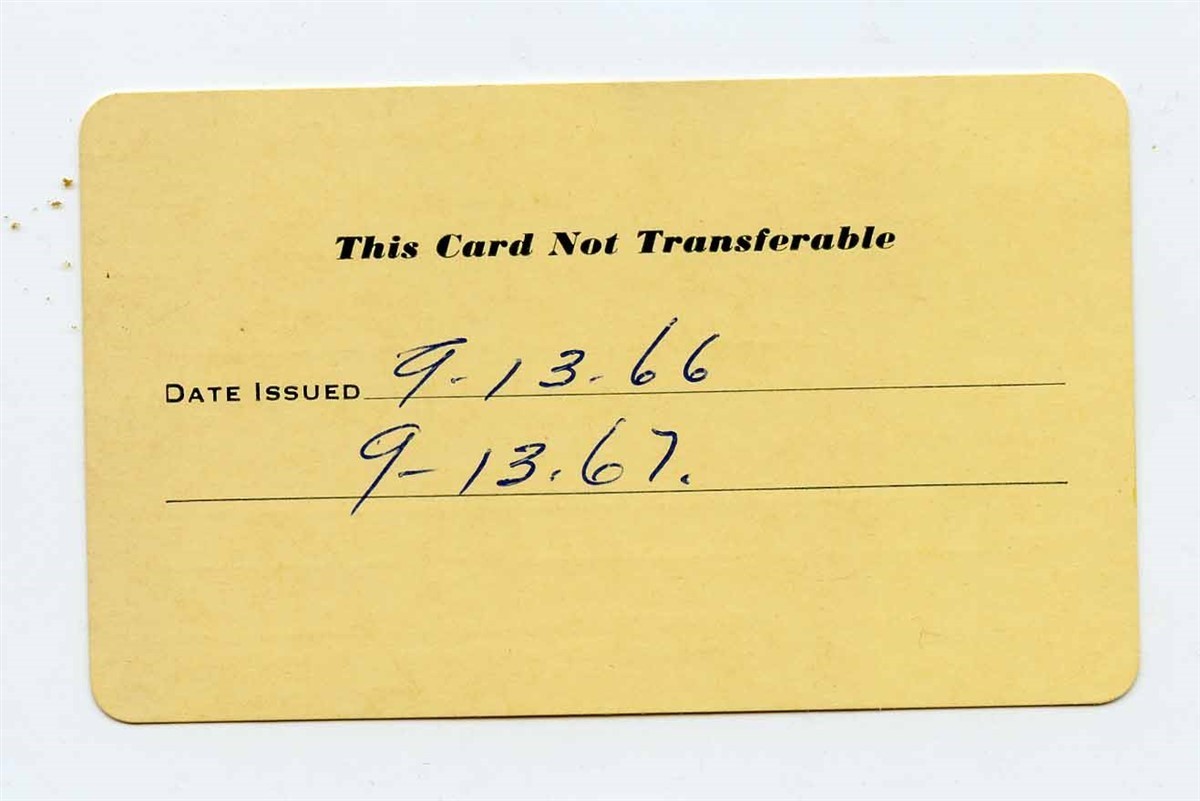 This Card Not Transferable
DATE ISSUED 9-13-66
9-13.67.